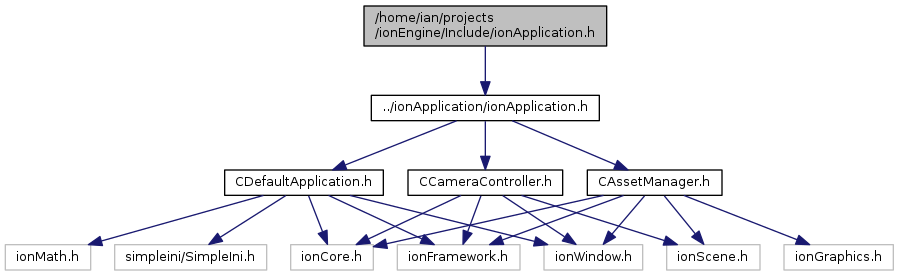 /home/ian/projects
/ionEngine/Include/ionApplication.h
../ionApplication/ionApplication.h
CDefaultApplication.h
CCameraController.h
CAssetManager.h
ionMath.h
simpleini/SimpleIni.h
ionCore.h
ionFramework.h
ionWindow.h
ionScene.h
ionGraphics.h